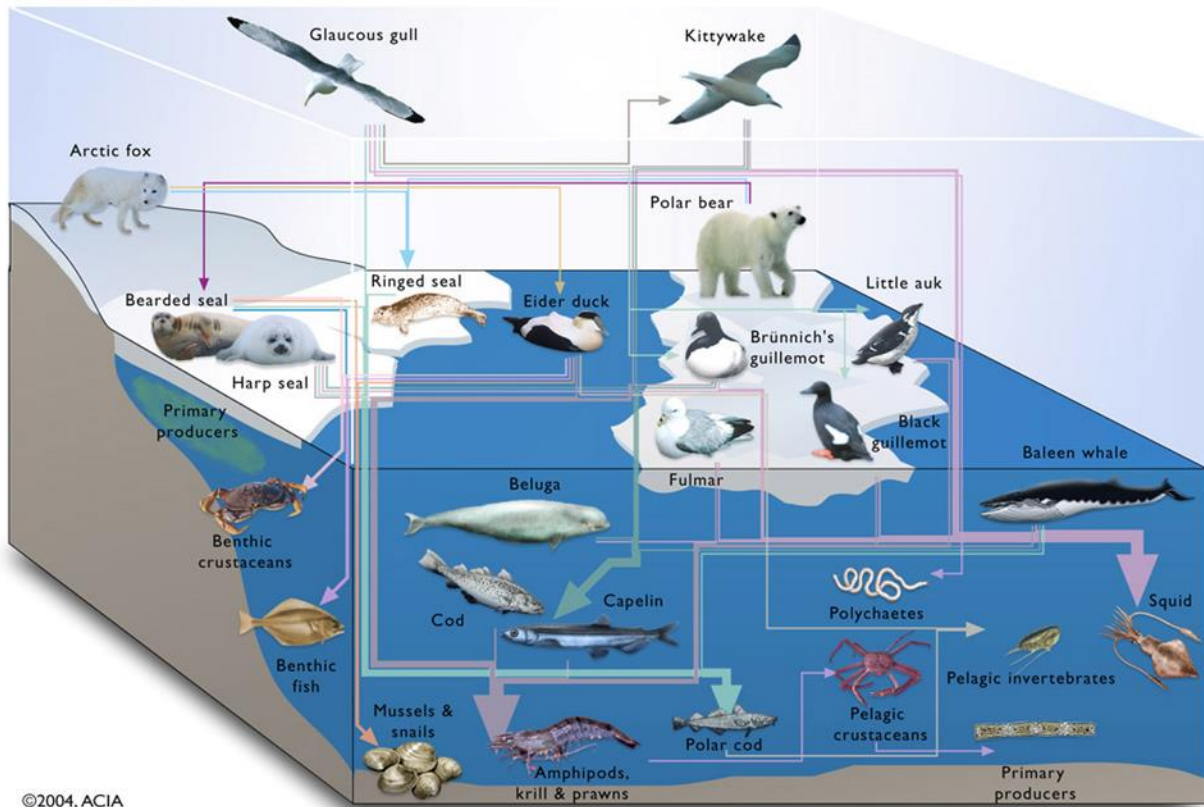 Glaucous gull
Kittywake
Arctic fox
Polar bear
Ringed seal
Little auk
Bearded seal
Eider duck
Brünnich's
guillemot
Harp seal
Primary
producers
Black
guillemot
Fulmar
Baleen whale
Beluga
Benthic
crustaceans
Cod
Capelin
Polychaetes
Squid
Benthic
fish
Pelagic invertebrates
Mussels &
snails
Polar cod
Pelagic
crustaceans
Amphipods,
krill & prawns
Primary
producers
©2004, ACIA